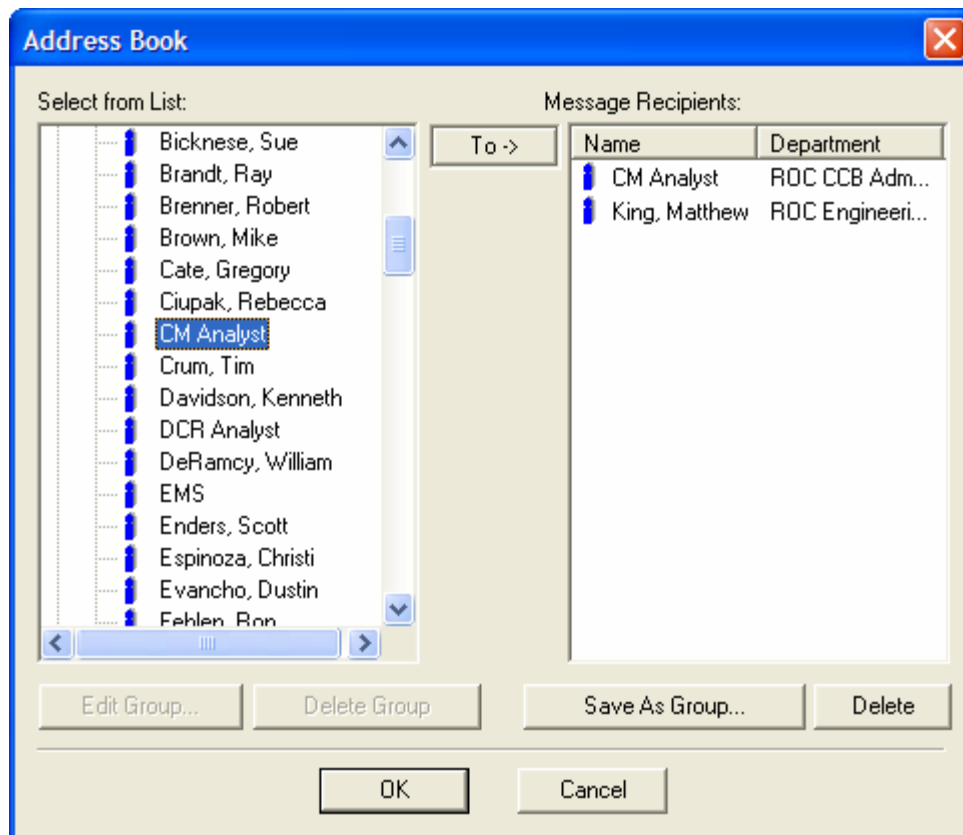 Address Book
Select from List:
Bicknese, Sue
Brandt, Ray
Brenner, Robert
Brown, Mike
Cate, Gregory
Ciupak, Rebecca
CM Analyst
Crum, Tim
Davidson, Kenneth
DCR Analyst
DeRamcy, William
EMS
Enders, Scott
Espinoza, Christi
Evancho, Dustin
Fehlen, Ron
To ->
Message Recipients:
Name Department
CM Analyst ROC CCB Adm...
King, Matthew ROC Engineeri...
Edit Group... Delete Group Save As Group... Delete
OK Cancel